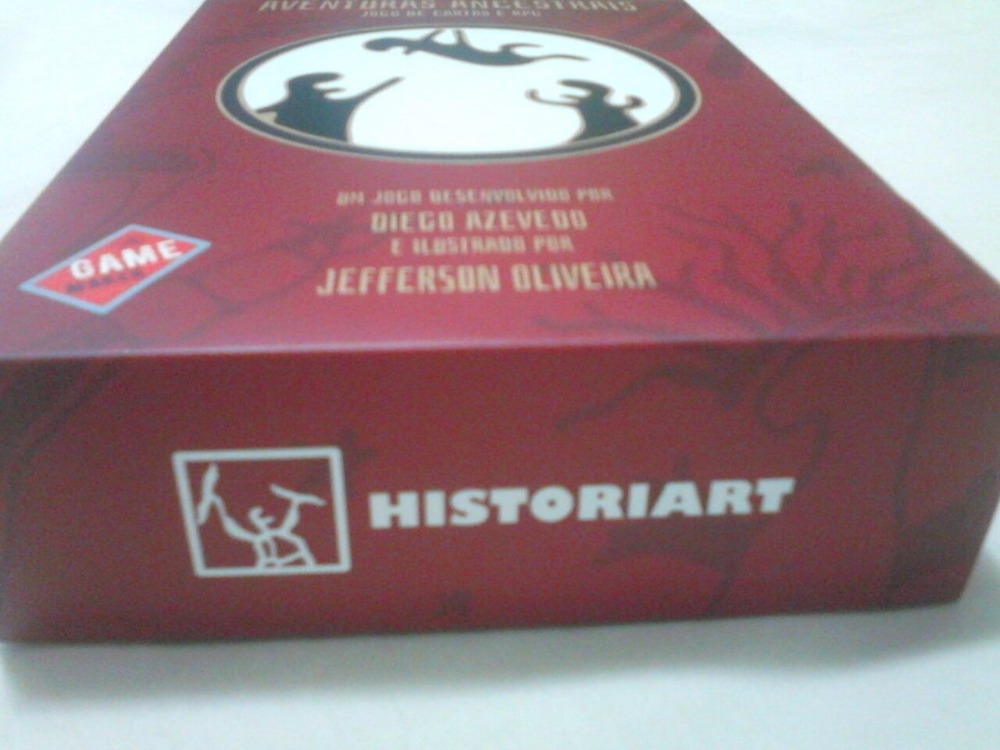 AVENTURAS ANCESTRAIS
JOGO DE CARTAS E RPG
UM JOGO DESENVOLVIDO POR
DIEGO AZEVEDO
E ILUSTRADO POR
JEFFERSON OLIVEIRA
GAME
HISTORIART